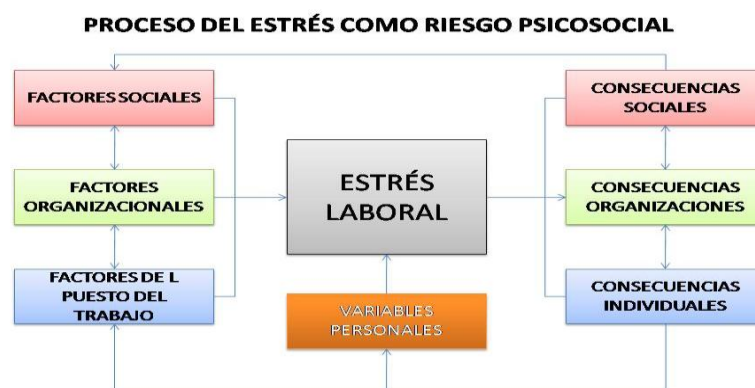 PROCESO DEL ESTRÉS COMO RIESGO PSICOSOCIAL
FACTORES SOCIALES
FACTORES
ORGANIZACIONALES
FACTORES DE L
PUESTO DEL
TRABAJO
ESTRÉS
LABORAL
VARIABLES
PERSONALES
CONSECUENCIAS
SOCIALES
CONSECUENCIAS
ORGANIZACIONES
CONSECUENCIAS
INDIVIDUALES